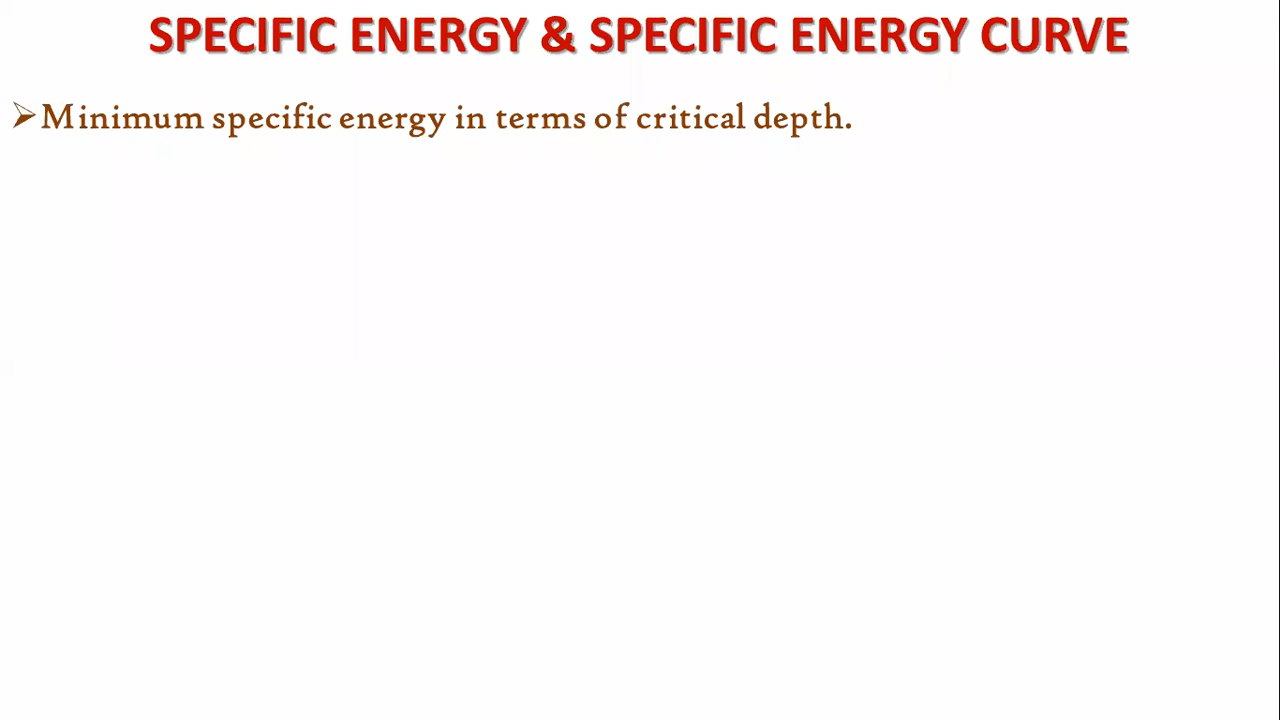 SPECIFIC ENERGY & SPECIFIC ENERGY CURVE
➢Minimum specific energy in terms of critical depth.